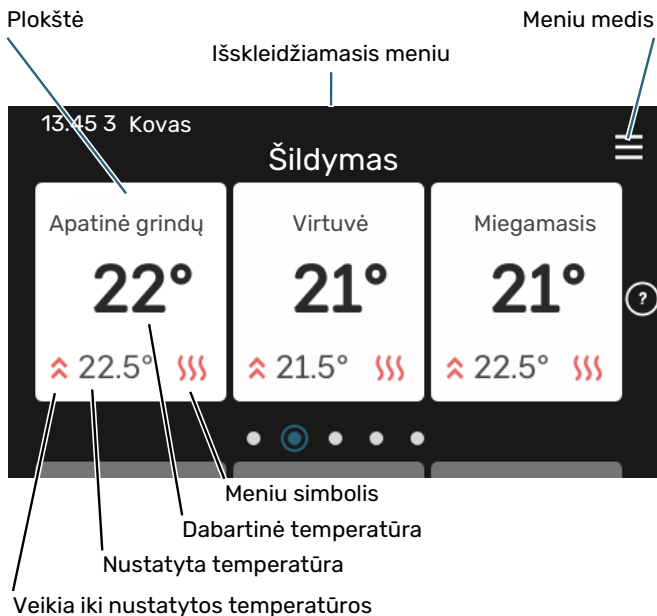 Plokštė
Meniu medis
Išskleidžiamasis meniu
13.45 3 Kovas
Šildymas
Apatinė grindų
Virtuvė
Miegamasis
22°
21°
21°
?
22.5°
21.5°
22.5°
Meniu simbolis
Dabartinė temperatūra
Nustatyta temperatūra
Veikia iki nustatytos temperatūros